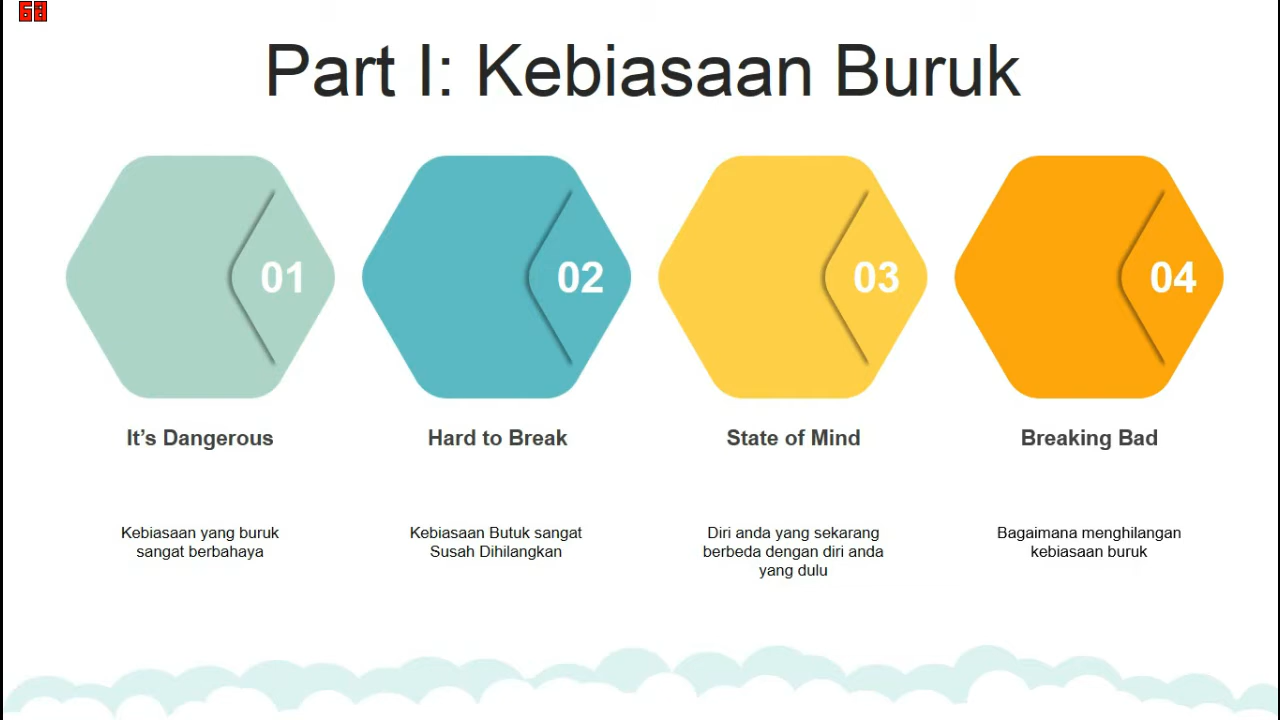 68
Part I: Kebiasaan Buruk
01
02
03
04
It’s Dangerous
Hard to Break
State of Mind
Breaking Bad
Kebiasaan yang buruk
sangat berbahaya
Kebiasaan Butuk sangat
Susah Dihilangkan
Diri anda yang sekarang
berbeda dengan diri anda
yang dulu
Bagaimana menghilangan
kebiasaan buruk